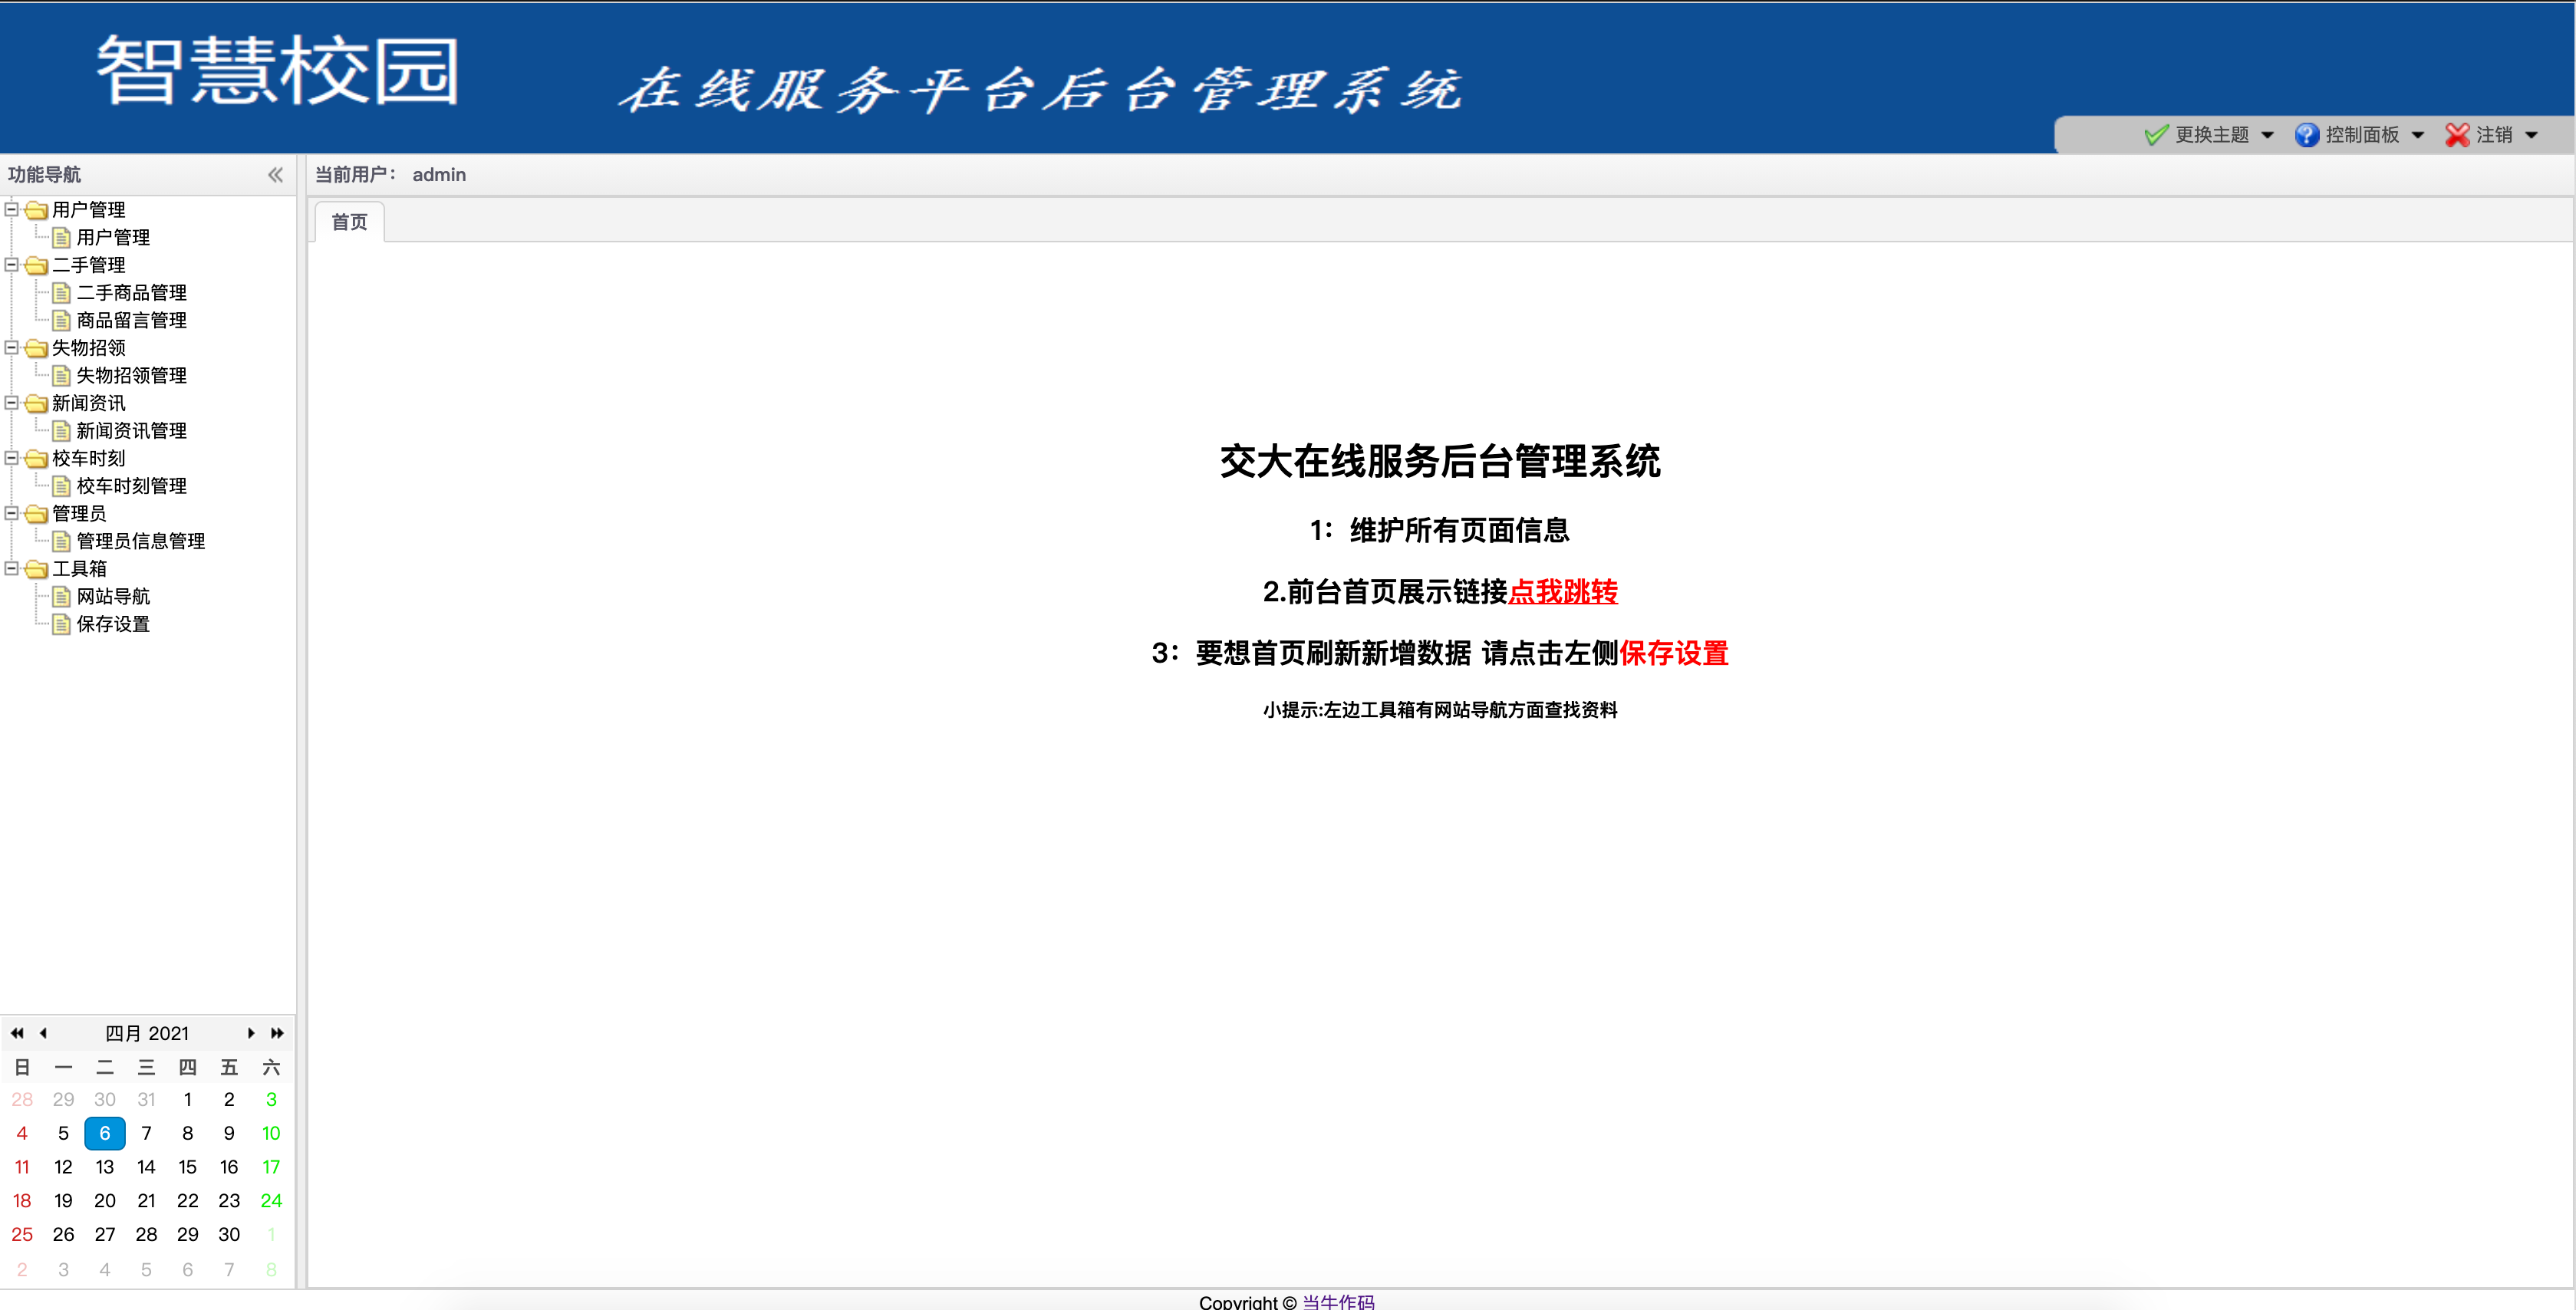 智慧校园
在线服务平台后台管理系统
更换主题 控制面板 注销
功能导航
当前用户： admin
用户管理
用户管理
二手管理
二手商品管理
商品留言管理
失物招领
失物招领管理
新闻资讯
新闻资讯管理
校车时刻
校车时刻管理
管理员
管理员信息管理
工具箱
网站导航
保存设置
首页
交大在线服务后台管理系统
1：维护所有页面信息
2.前台首页展示链接点我跳转
3：要想首页刷新新增数据 请点击左侧保存设置
小提示:左边工具箱有网站导航方面查找资料
四月 2021
日 一 二 三 四 五 六
28 29 30 31 1 2 3
4 5 6 7 8 9 10
11 12 13 14 15 16 17
18 19 20 21 22 23 24
25 26 27 28 29 30 1
2 3 4 5 6 7 8
Copyright © 当牛作码